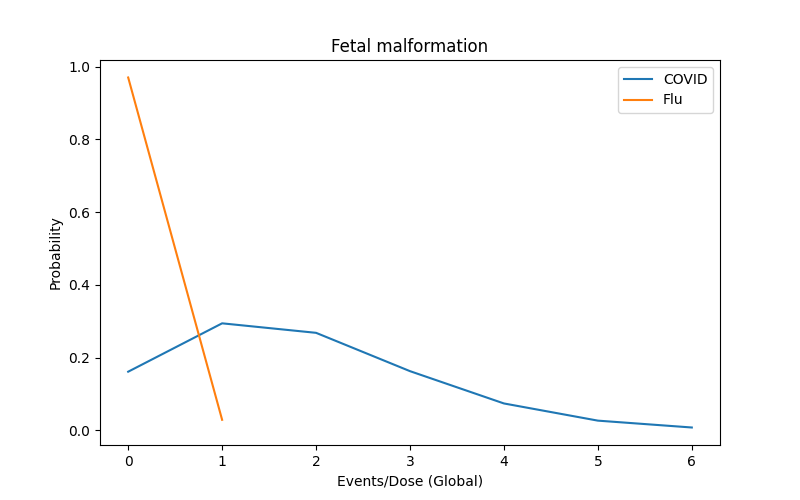 Fetal malformation
COVID
Flu
Probability
1.0
0.8
0.6
0.4
0.2
0.0
0 1 2 3 4 5 6
Events/Dose (Global)